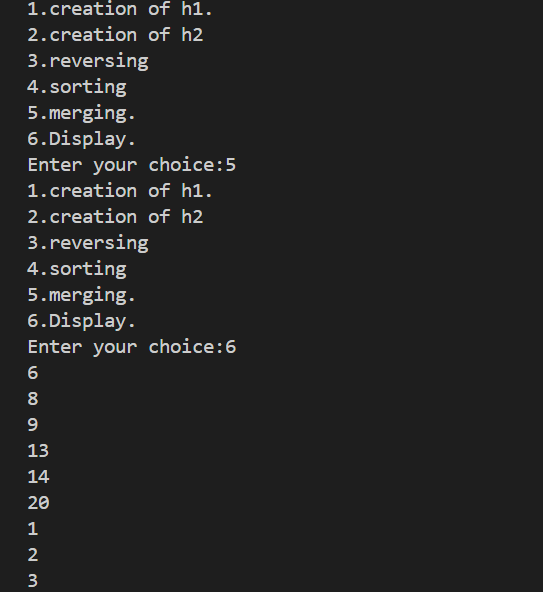 1.creation of h1.
2.creation of h2
3.reversing
4.sorting
5.merging.
6.Display.
Enter your choice:5
1.creation of h1.
2.creation of h2
3.reversing
4.sorting
5.merging.
6.Display.
Enter your choice:6
6
8
9
13
14
20
1
2
3